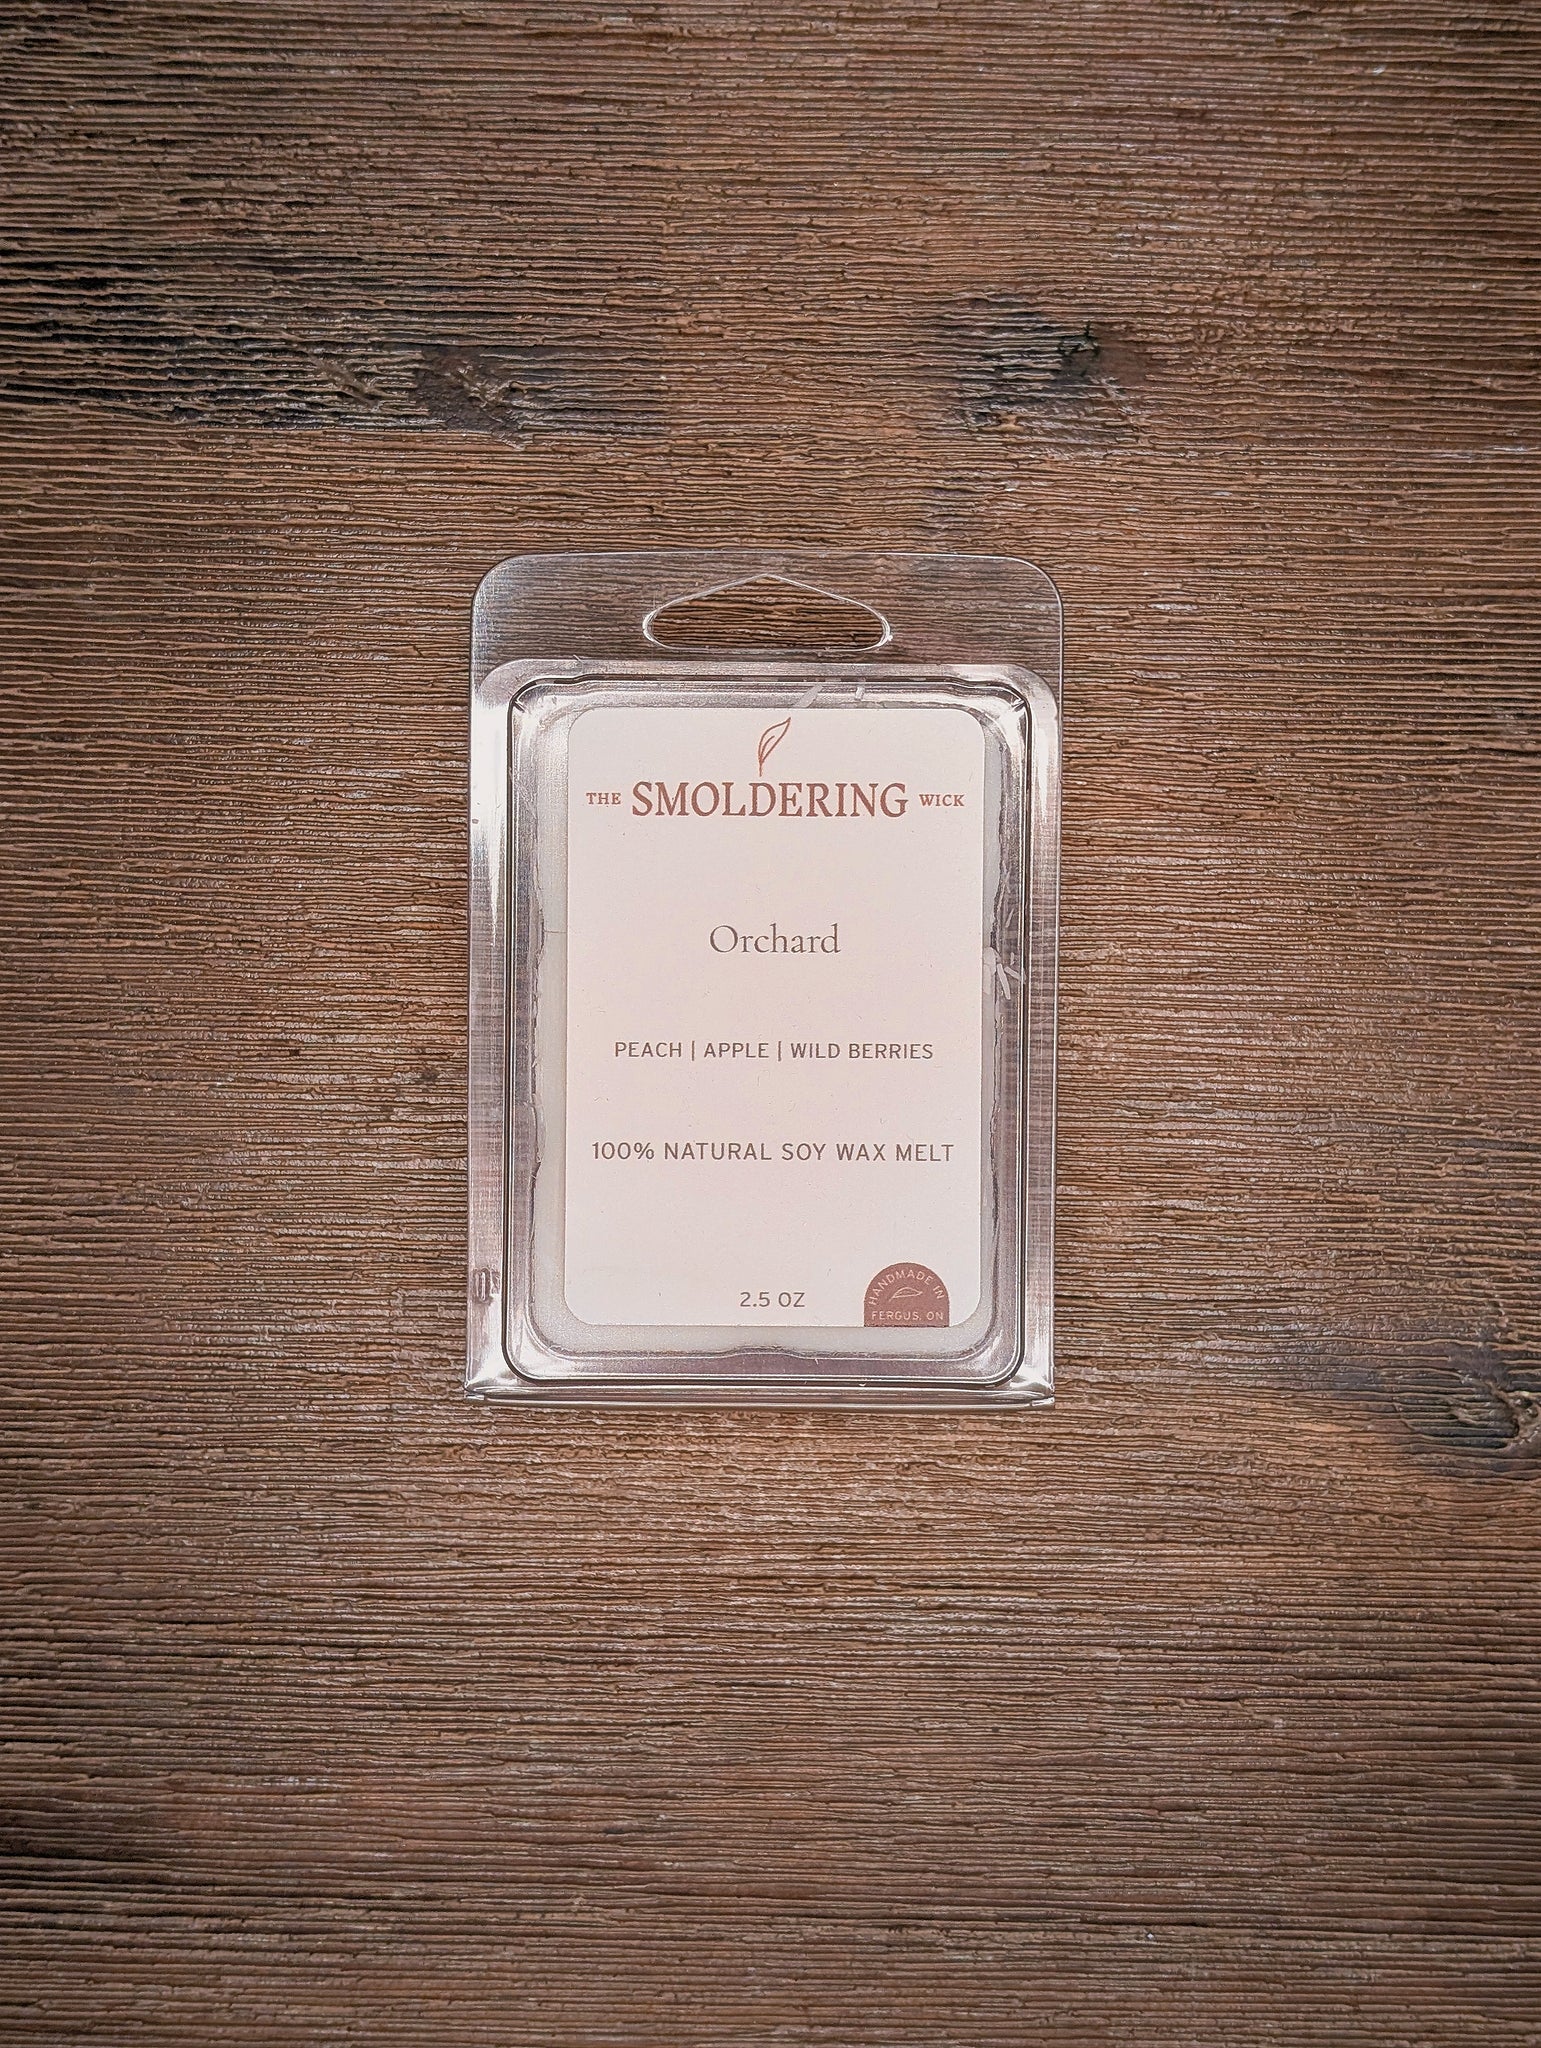 THE SMOLDERING WICK
Orchard
PEACH | APPLE | WILD BERRIES
100% NATURAL SOY WAX MELT
2.5 OZ
HANDMADE IN
FERGUS, ON